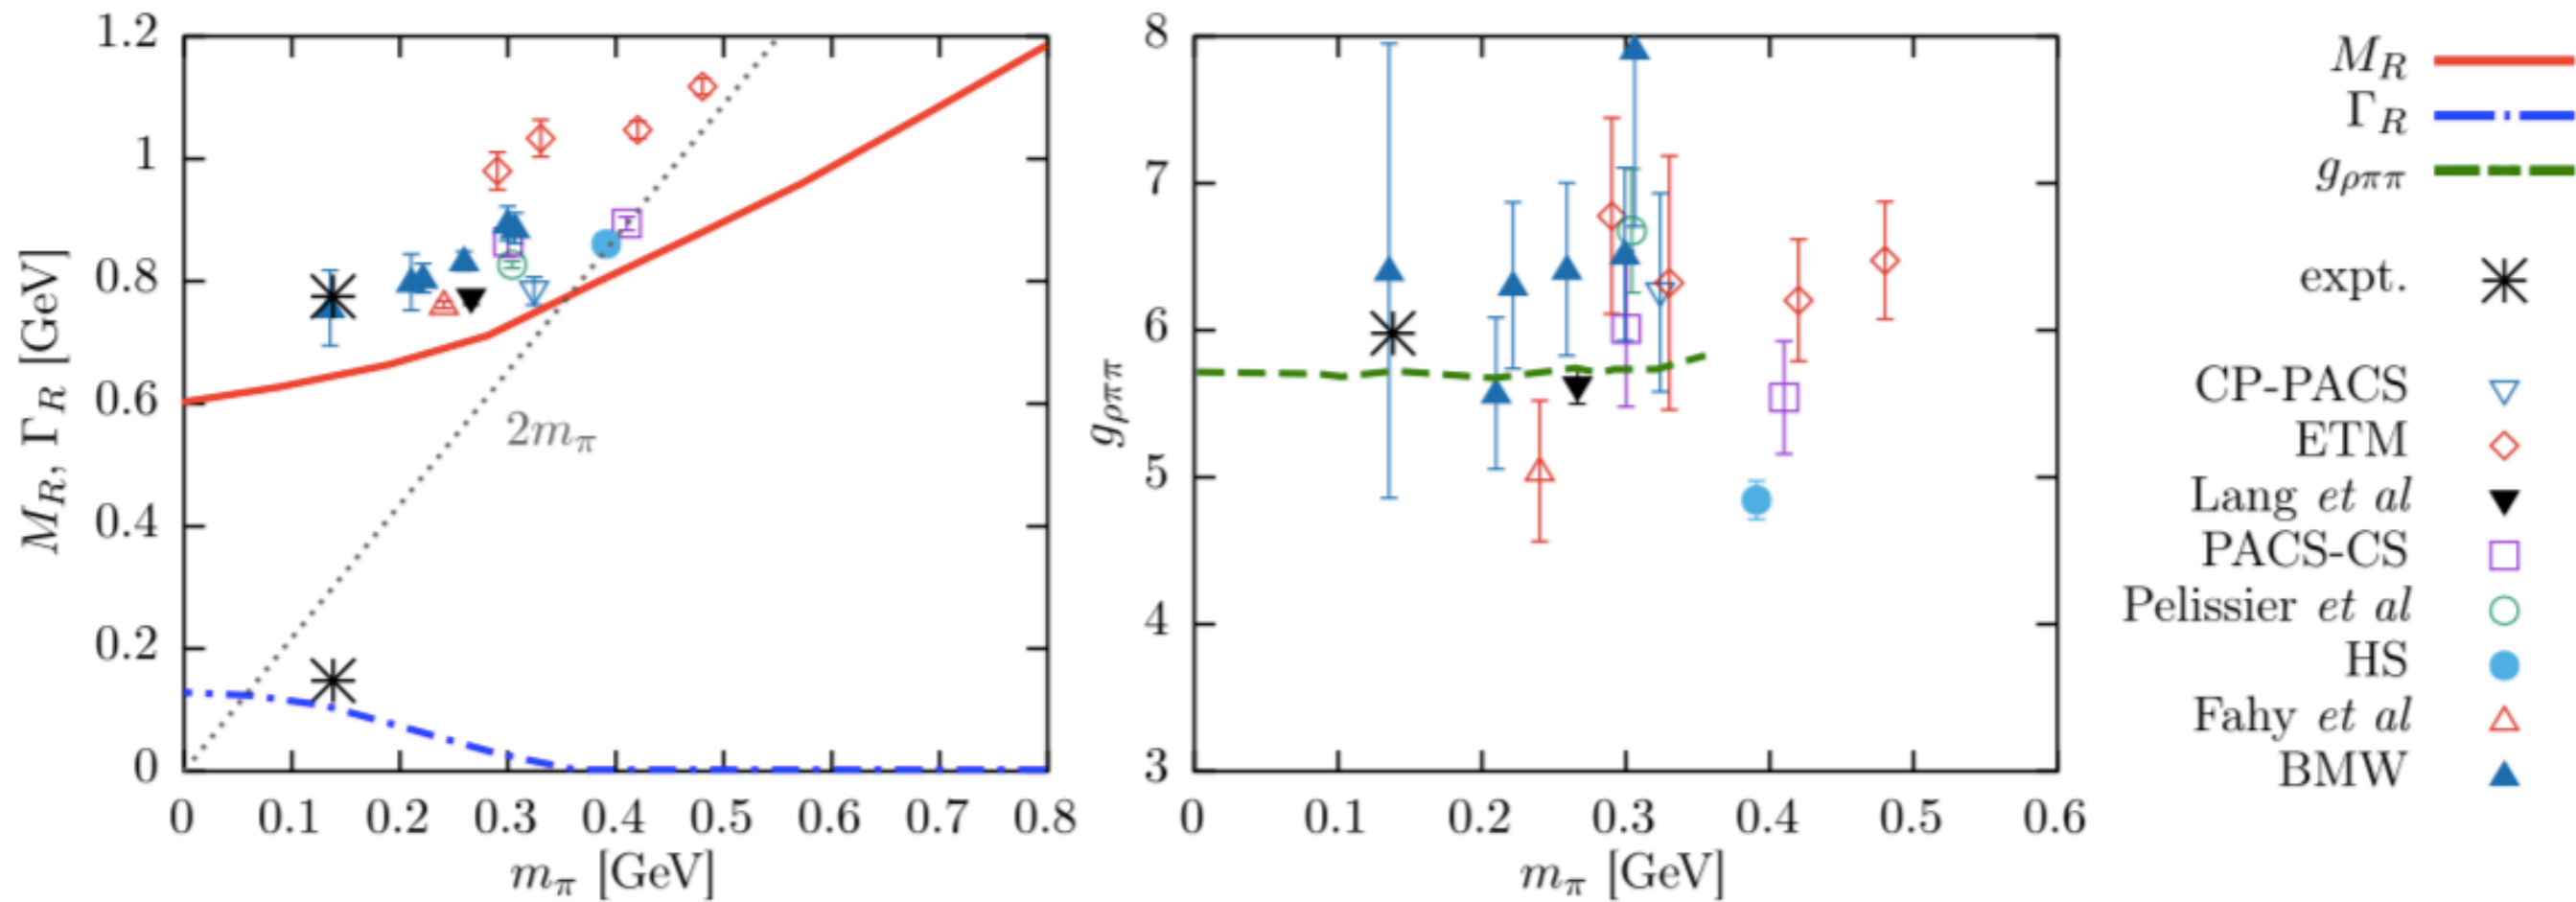 M_R, Γ_R [GeV]
1.2
1
0.8
0.6
0.4
0.2
0
2m_π
0 0.1 0.2 0.3 0.4 0.5 0.6 0.7 0.8
m_π [GeV]
g_ρππ
8
7
6
5
4
3
0 0.1 0.2 0.3 0.4 0.5 0.6
m_π [GeV]
M_R
Γ_R
g_ρππ
expt.
CP-PACS
ETM
Lang et al
PACS-CS
Pelissier et al
HS
Fahy et al
BMW